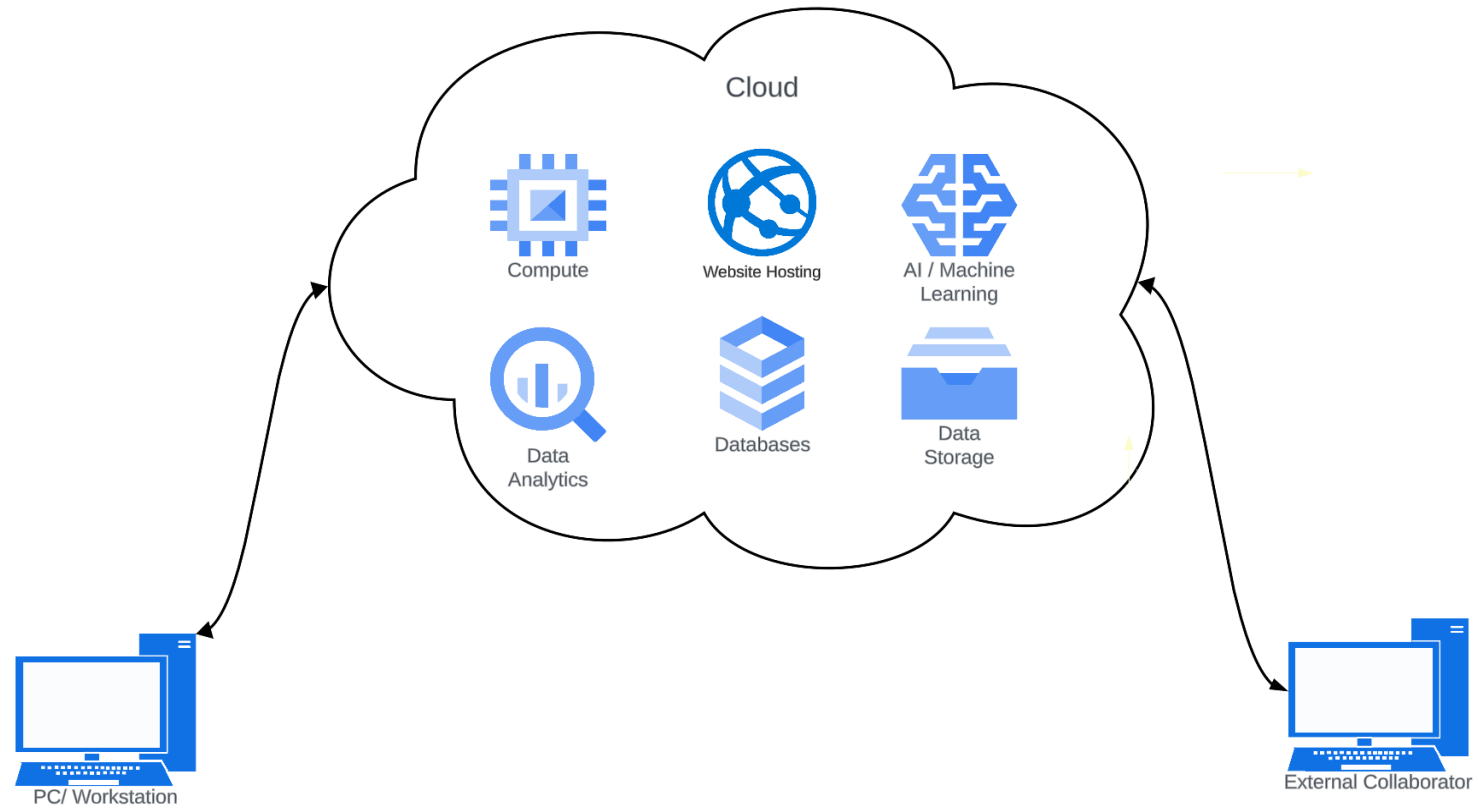 Cloud
Compute
Website Hosting
AI / Machine
Learning
Data
Analytics
Databases
Data
Storage
PC/ Workstation
External Collaborator